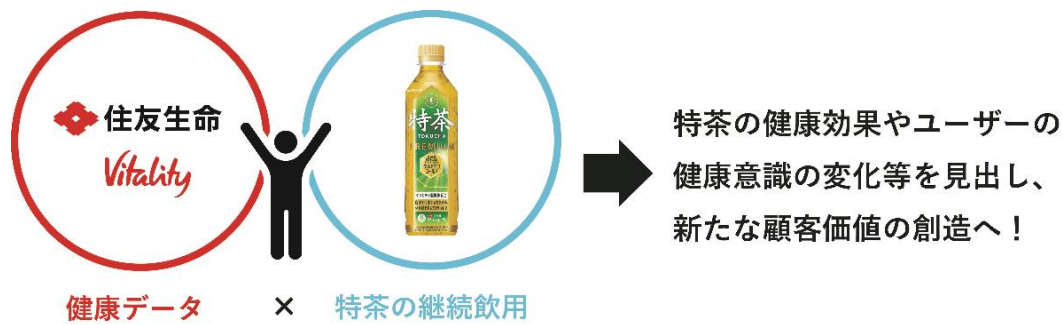 住友生命
Vitality
特茶
TOKUCHA
特茶の健康効果やユーザーの
健康意識の変化等を見出し、
新たな顧客価値の創造へ！
健康データ × 特茶の継続飲用